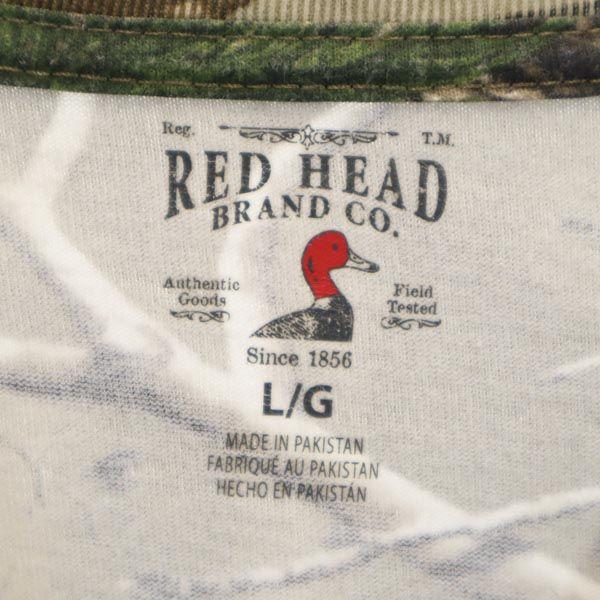 Reg. T.M.
RED HEAD
BRAND CO.
Authentic
Goods
Field
Tested
Since 1856
L/G
MADE IN PAKISTAN
FABRIQUÉ AU PAKISTAN
HECHO EN PAKISTÁN